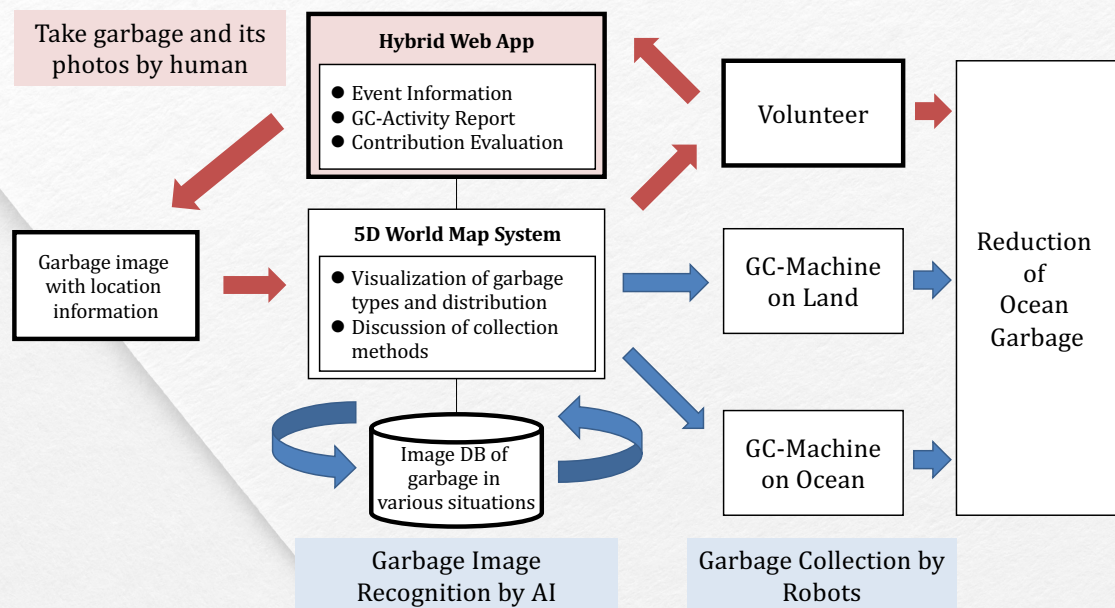 Take garbage and its
photos by human
Hybrid Web App
● Event Information
● GC-Activity Report
● Contribution Evaluation
Volunteer
Garbage image
with location
information
5D World Map System
● Visualization of garbage
types and distribution
● Discussion of collection
methods
GC-Machine
on Land
Reduction
of
Ocean
Garbage
Image DB of
garbage in
various situations
GC-Machine
on Ocean
Garbage Image
Recognition by AI
Garbage Collection by
Robots